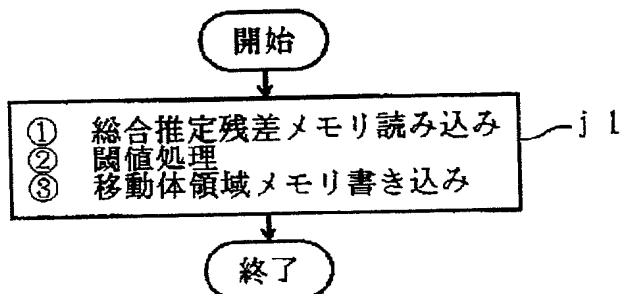 開始
① 総合推定残差メモリ読み込み
② 閾値処理
③ 移動体領域メモリ書き込み
j 1
終了